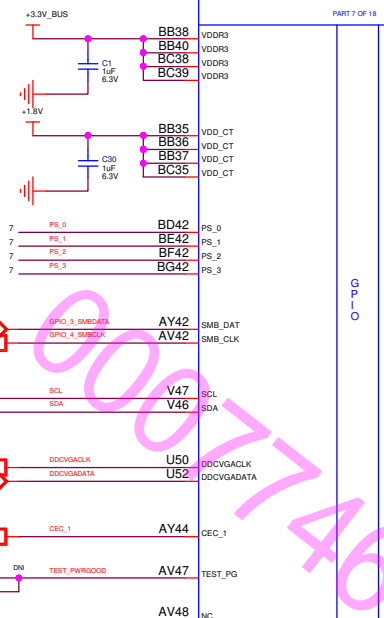 PART 7 OF 18
+3.3V_BUS
BB38 VDDR3
BB40 VDDR3
C1 BC38 VDDR3
1uF BC39 VDDR3
6.3V
+1.8V
BB35 VDD_CT
BB36 VDD_CT
C30 BB37 VDD_CT
1uF BC35 VDD_CT
6.3V
7 PS_0 BD42 PS_0
7 PS_1 BE42 PS_1
7 PS_2 BF42 PS_2
7 PS_3 BG42 PS_3
GPIO
GPIO_3_SMBDATA AY42 SMB_DAT
GPIO_4_SMBCLK AV42 SMB_CLK
SCL V47 SCL
SDA V46 SDA
DDCVGACLK U50 DDCVGACLK
DDCVGADATA U52 DDCVGADATA
CEC_1 AY44 CEC_1
DNI TEST_PWRGOOD AV47 TEST_PG
AV48 NC
0007746